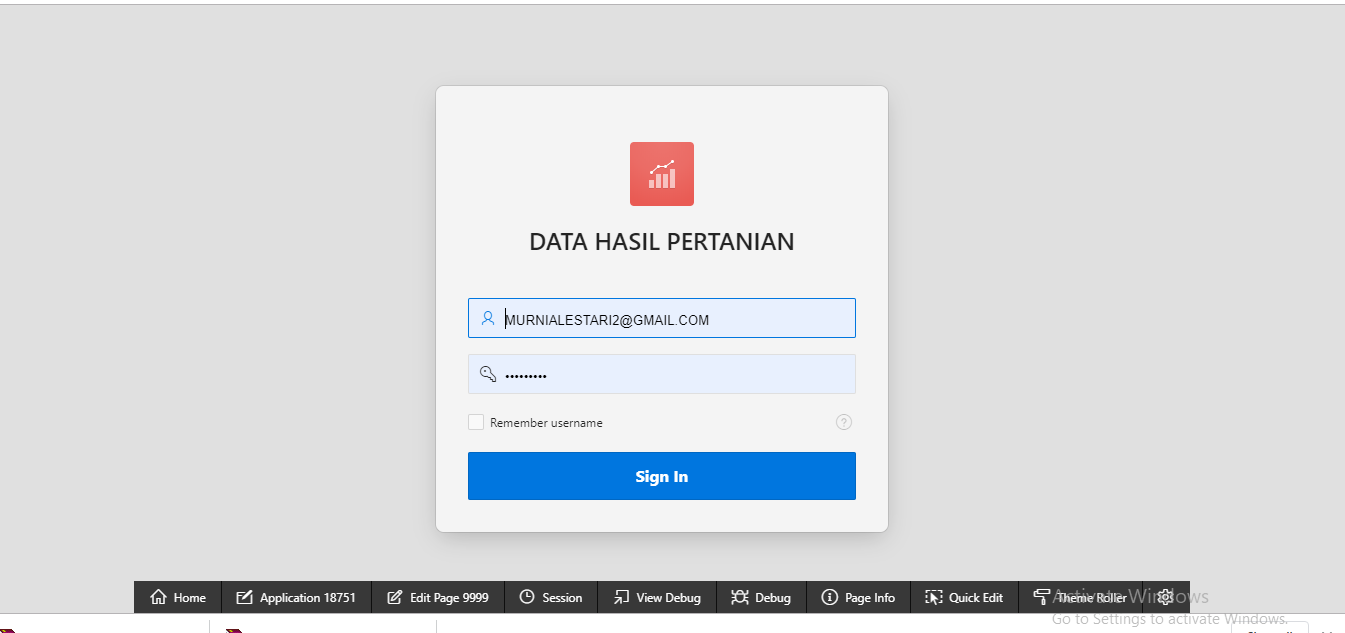 DATA HASIL PERTANIAN
MURNIALESTARI2@GMAIL.COM
•••••••••
Remember username
?
Sign In
Home Application 18751 Edit Page 9999 Session View Debug Debug Page Info Quick Edit Theme Roller
Activate Windows
Go to Settings to activate Windows.